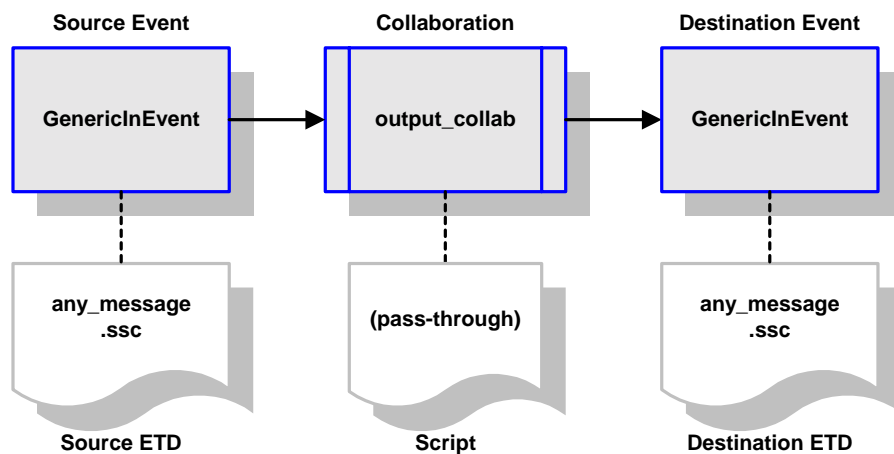 Source Event
Collaboration
Destination Event
GenericInEvent
output_collab
GenericInEvent
any_message
.ssc
(pass-through)
any_message
.ssc
Source ETD
Script
Destination ETD